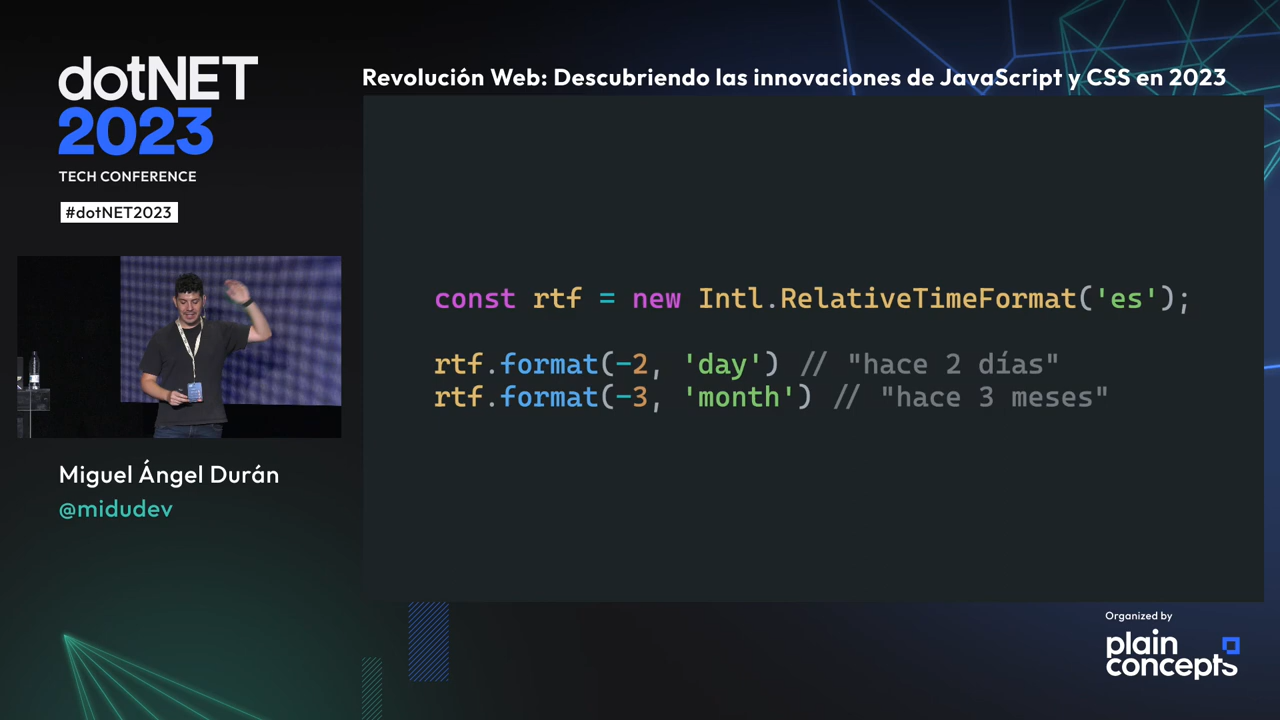 dotNET
2023
TECH CONFERENCE
#dotNET2023
Miguel Ángel Durán
@midudev
Revolución Web: Descubriendo las innovaciones de JavaScript y CSS en 2023
const rtf = new Intl.RelativeTimeFormat('es');
rtf.format(-2, 'day') // "hace 2 días"
rtf.format(-3, 'month') // "hace 3 meses"
Organized by
plain
concepts